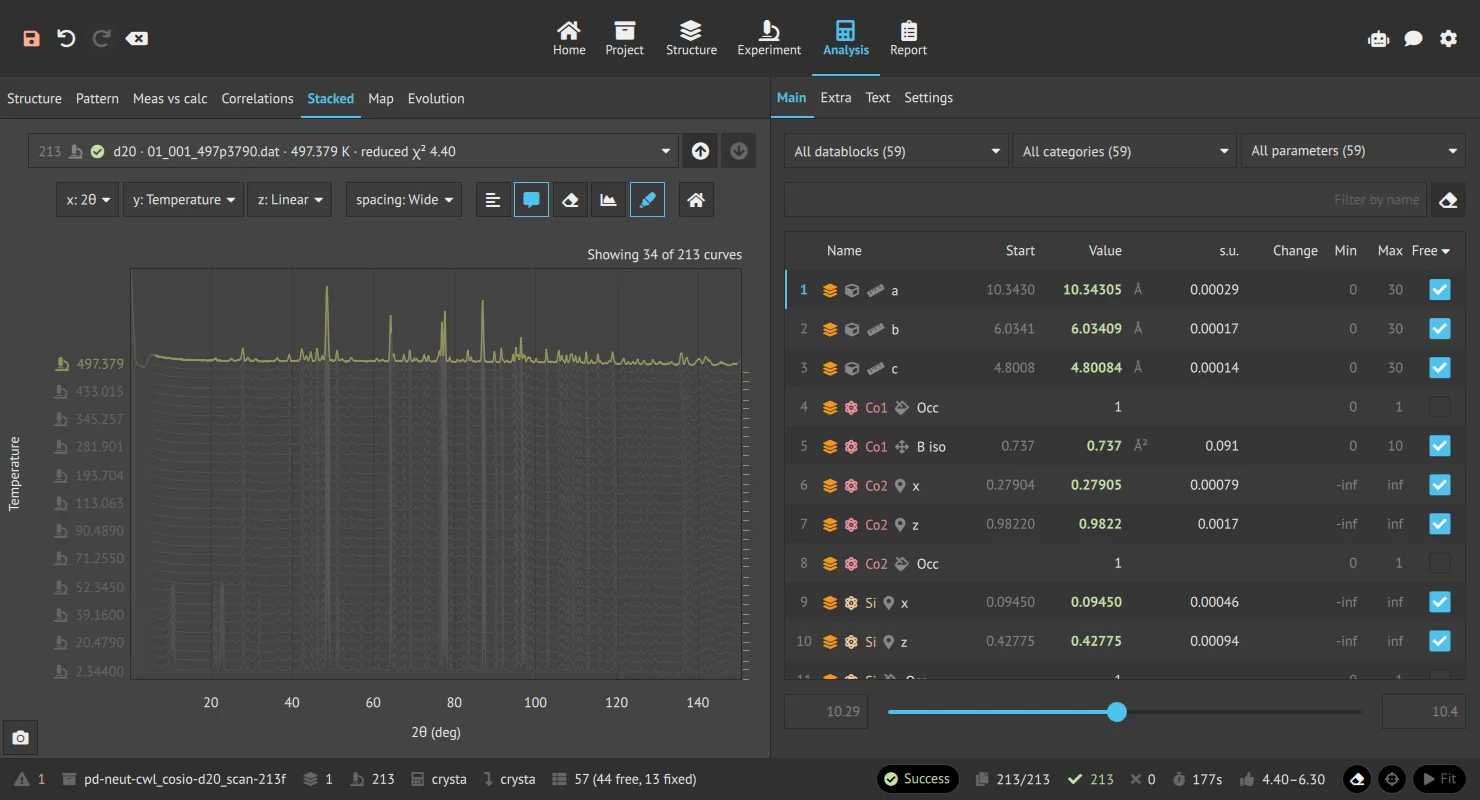 Home Project Structure Experiment Analysis Report
Structure Pattern Meas vs calc Correlations Stacked Map Evolution
213 d20 · 01_001_497p3790.dat · 497.379 K · reduced χ² 4.40
x: 2θ y: Temperature z: Linear spacing: Wide
Showing 34 of 213 curves
Temperature
497.379
433.015
345.257
281.901
193.704
113.063
90.4890
71.2550
52.3450
39.1600
20.4790
2.34400
20 40 60 80 100 120 140
2θ (deg)
Main Extra Text Settings
All datablocks (59) All categories (59) All parameters (59)
Filter by name
Name Start Value s.u. Change Min Max Free
1 a 10.3430 10.34305 Å 0.00029 0 30
2 b 6.0341 6.03409 Å 0.00017 0 30
3 c 4.8008 4.80084 Å 0.00014 0 30
4 Co1 Occ 1 0 1
5 Co1 B iso 0.737 0.737 Å² 0.091 0 10
6 Co2 x 0.27904 0.27905 0.00079 -inf inf
7 Co2 z 0.98220 0.9822 0.0017 -inf inf
8 Co2 Occ 1 0 1
9 Si x 0.09450 0.09450 0.00046 -inf inf
10 Si z 0.42775 0.42775 0.00094 -inf inf
10.29 10.4
1 pd-neut-cwl_cosio-d20_scan-213f 1 213 crysta crysta 57 (44 free, 13 fixed) Success 213/213 213 0 177s 4.40–6.30 Fit